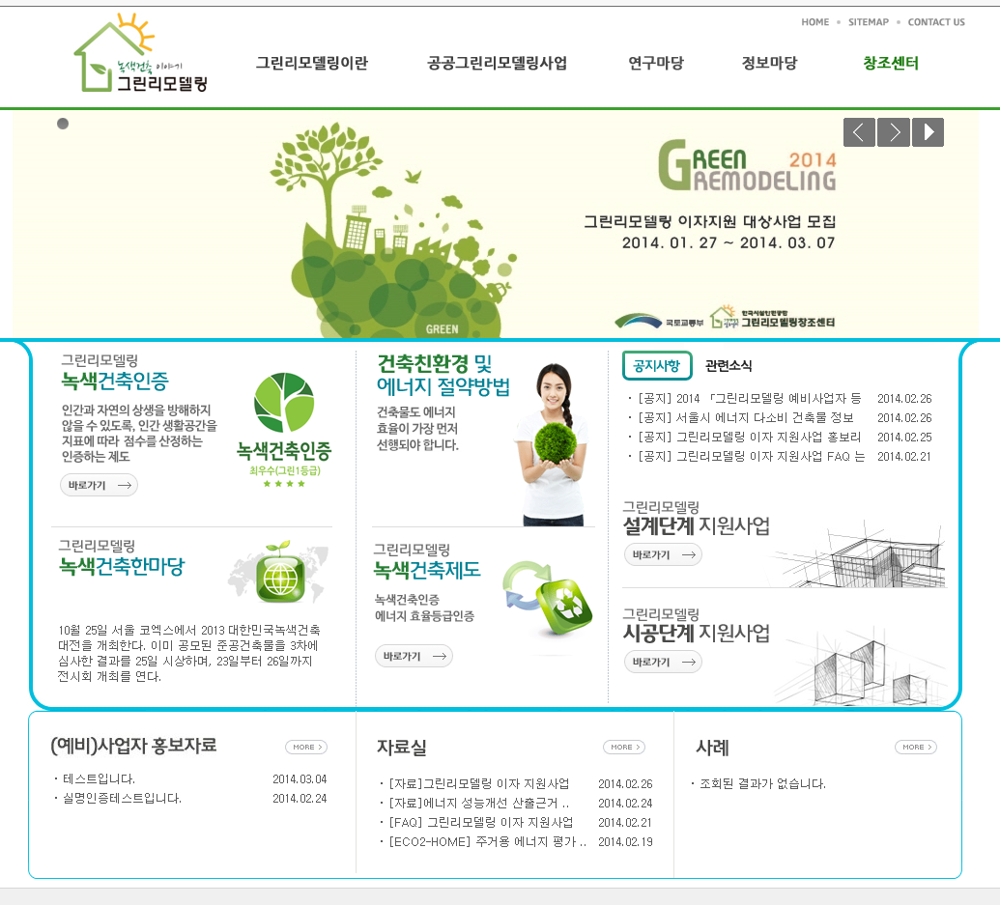 HOME SITEMAP CONTACT US
녹색건축 이야기
그린리모델링
그린리모델링이란 공공그린리모델링사업 연구마당 정보마당 창조센터
GREEN 2014
REMODELING
그린리모델링 이자지원 대상사업 모집
2014. 01. 27 ~ 2014. 03. 07
GREEN
국토교통부
한국시설안전공단
그린리모델링창조센터
그린리모델링
녹색건축인증
인간과 자연의 상생을 방해하지
않을 수 있도록, 인간 생활공간을
지표에 따라 점수를 산정하는
인증하는 제도
바로가기
녹색건축인증
최우수(그린1등급)
건축친환경 및
에너지 절약방법
건축물도 에너지
효율이 가장 먼저
선행되야 합니다.
공지사항 관련소식
· [공지] 2014 「그린리모델링 예비사업자 등 2014.02.26
· [공지] 서울시 에너지 다소비 건축물 정보 2014.02.26
· [공지] 그린리모델링 이자 지원사업 홍보리 2014.02.25
· [공지] 그린리모델링 이자 지원사업 FAQ 는 2014.02.21
그린리모델링
설계단계 지원사업
바로가기
그린리모델링
시공단계 지원사업
바로가기
그린리모델링
녹색건축한마당
10월 25일 서울 코엑스에서 2013 대한민국녹색건축
대전을 개최한다. 이미 공모된 준공건축물을 3차에
심사한 결과를 25일 시상하며, 23일부터 26일까지
전시회 개최를 연다.
그린리모델링
녹색건축제도
녹색건축인증
에너지 효율등급인증
바로가기
(예비)사업자 홍보자료 MORE >
· 테스트입니다. 2014.03.04
· 실명인증테스트입니다. 2014.02.24
자료실 MORE >
· [자료]그린리모델링 이자 지원사업 2014.02.26
· [자료]에너지 성능개선 산출근거 .. 2014.02.24
· [FAQ] 그린리모델링 이자 지원사업 2014.02.21
· [ECO2-HOME] 주거용 에너지 평가 .. 2014.02.19
사례 MORE >
· 조회된 결과가 없습니다.